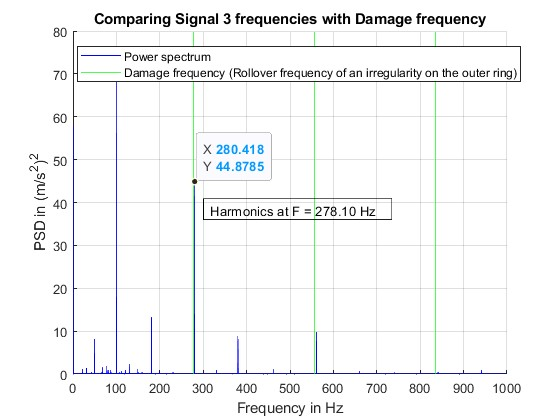 Comparing Signal 3 frequencies with Damage frequency
80
70
60
50
40
30
20
10
0
PSD in (m/s²)²
Power spectrum
Damage frequency (Rollover frequency of an irregularity on the outer ring)
X 280.418
Y 44.8785
Harmonics at F = 278.10 Hz
0 100 200 300 400 500 600 700 800 900 1000
Frequency in Hz